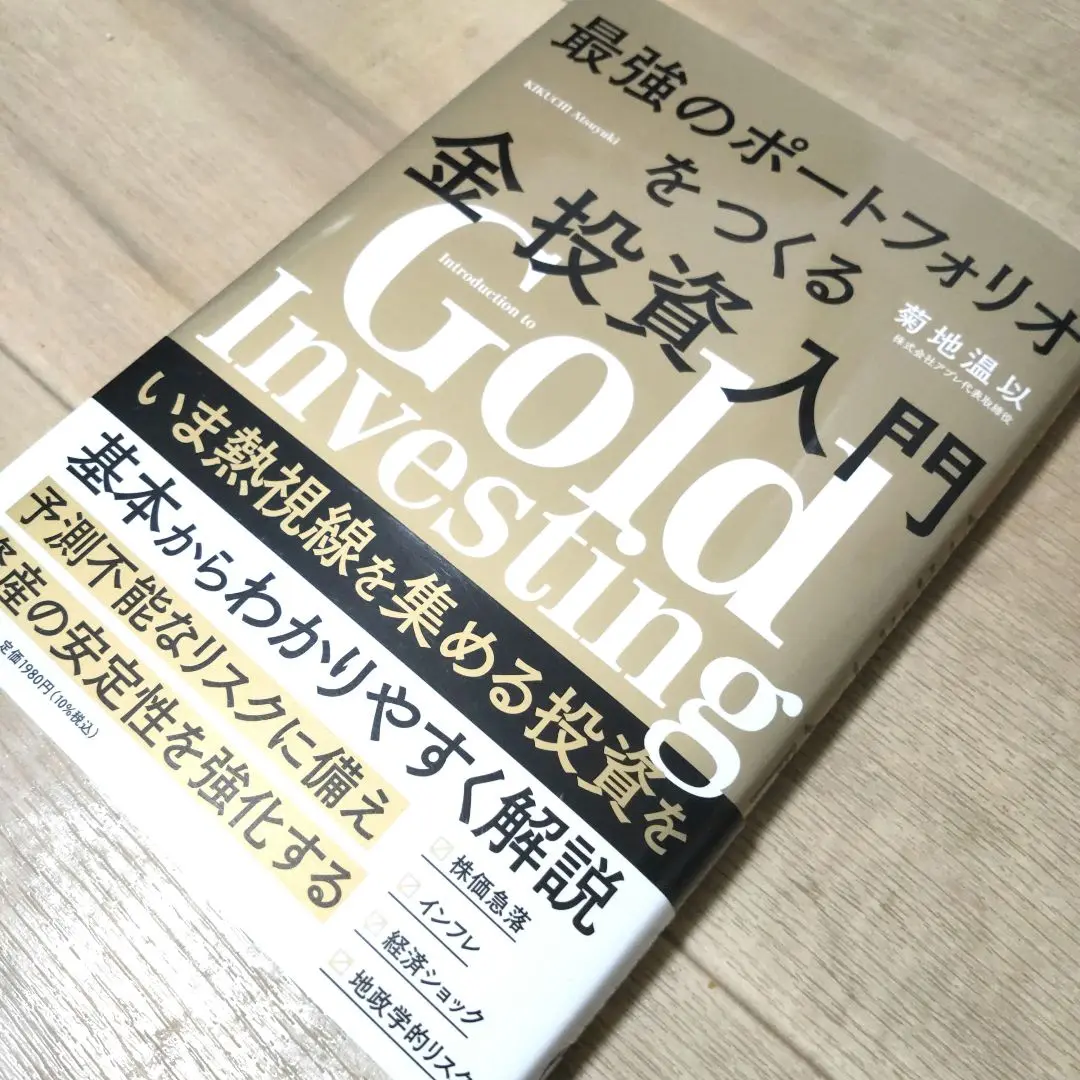 最強のポートフォリオ
をつくる
KIKUCHI Atsuyuki
金投資入門
菊地温以
株式会社アプレ代表取締役
Introduction to
Gold
Investing
いま熱視線を集める投資を
基本からわかりやすく解説
予測不能なリスクに備え
資産の安定性を強化する
定価1980円(10%税込)
株価急落
インフレ
経済ショック
地政学的リスク